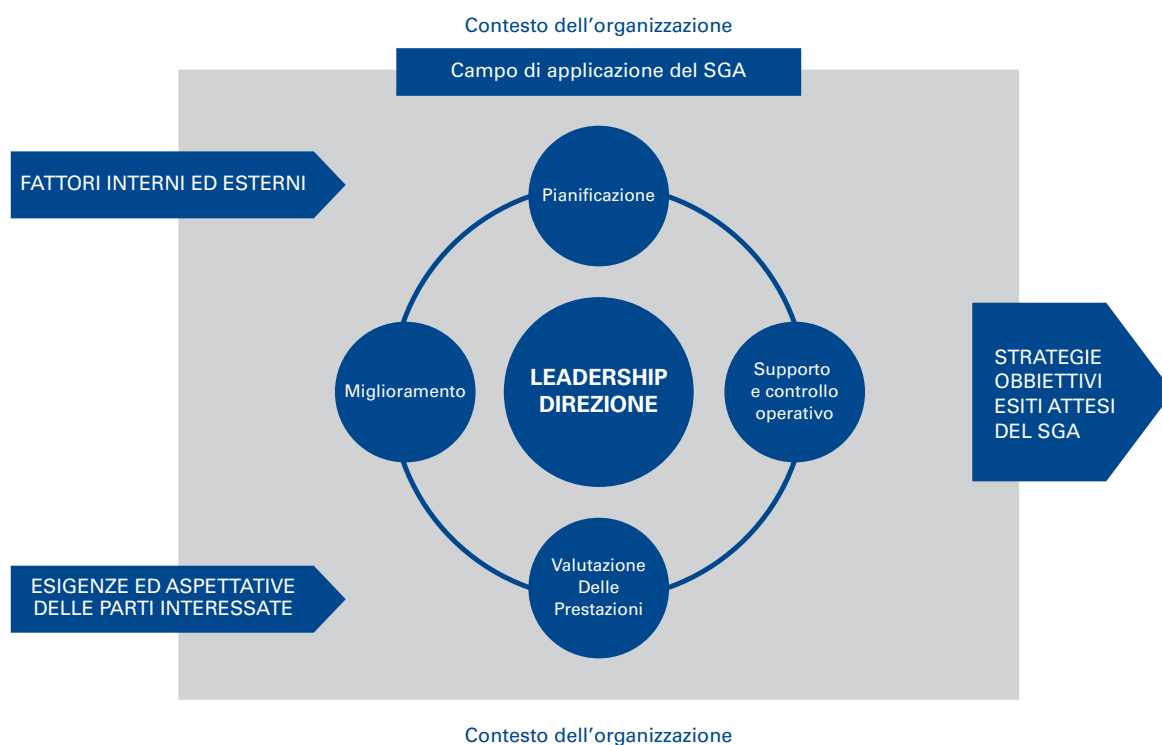 Contesto dell'organizzazione
Campo di applicazione del SGA
FATTORI INTERNI ED ESTERNI
Pianificazione
Miglioramento
LEADERSHIP
DIREZIONE
Supporto
e controllo
operativo
STRATEGIE
OBBIETTIVI
ESITI ATTESI
DEL SGA
ESIGENZE ED ASPETTATIVE
DELLE PARTI INTERESSATE
Valutazione
Delle
Prestazioni
Contesto dell'organizzazione